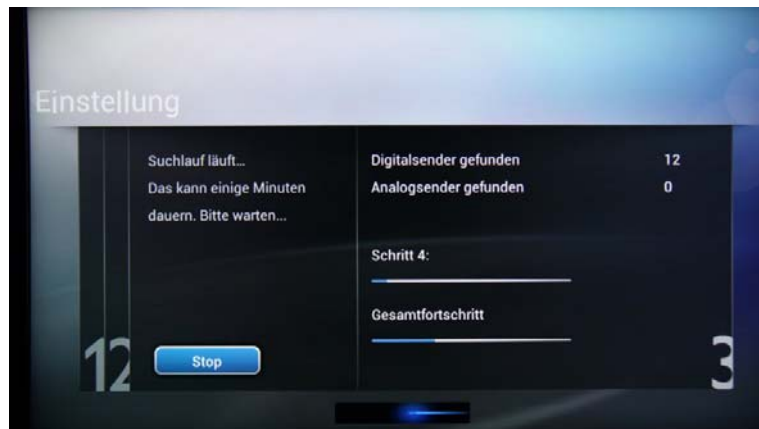 Einstellung
Suchlauf läuft...
Das kann einige Minuten
dauern. Bitte warten...
Digitalsender gefunden 12
Analogsender gefunden 0
Schritt 4:
Gesamtfortschritt
Stop
12
3